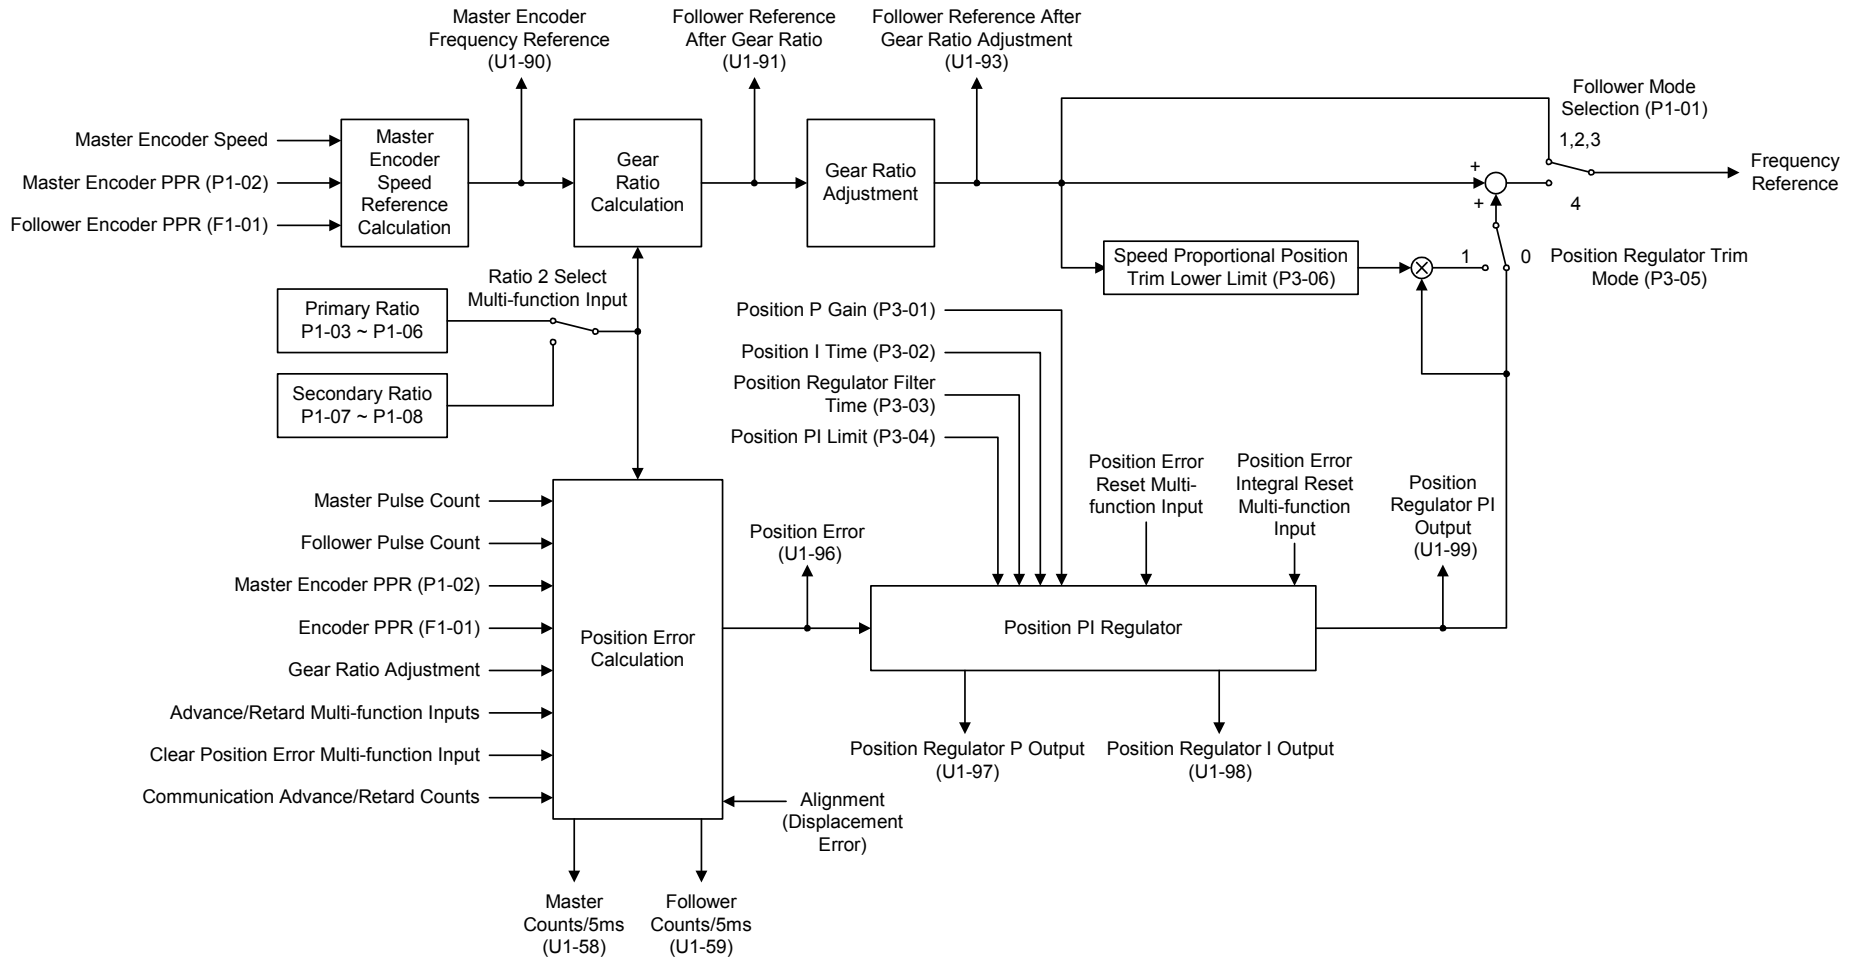 Master Encoder
Frequency Reference
(U1-90)
Follower Reference
After Gear Ratio
(U1-91)
Follower Reference After
Gear Ratio Adjustment
(U1-93)
Follower Mode
Selection (P1-01)
Master Encoder Speed
Master Encoder PPR (P1-02)
Follower Encoder PPR (F1-01)
Master
Encoder
Speed
Reference
Calculation
Gear
Ratio
Calculation
Gear Ratio
Adjustment
1,2,3
+
+
4
Frequency
Reference
Speed Proportional Position
Trim Lower Limit (P3-06)
1
0
Position Regulator Trim
Mode (P3-05)
Ratio 2 Select
Multi-function Input
Primary Ratio
P1-03 ~ P1-06
Secondary Ratio
P1-07 ~ P1-08
Position P Gain (P3-01)
Position I Time (P3-02)
Position Regulator Filter
Time (P3-03)
Position PI Limit (P3-04)
Position Error
Reset Multi-
function Input
Position Error
Integral Reset
Multi-function
Input
Position
Regulator PI
Output
(U1-99)
Master Pulse Count
Follower Pulse Count
Master Encoder PPR (P1-02)
Encoder PPR (F1-01)
Gear Ratio Adjustment
Advance/Retard Multi-function Inputs
Clear Position Error Multi-function Input
Communication Advance/Retard Counts
Position Error
Calculation
Position Error
(U1-96)
Position PI Regulator
Position Regulator P Output
(U1-97)
Position Regulator I Output
(U1-98)
Alignment
(Displacement
Error)
Master
Counts/5ms
(U1-58)
Follower
Counts/5ms
(U1-59)